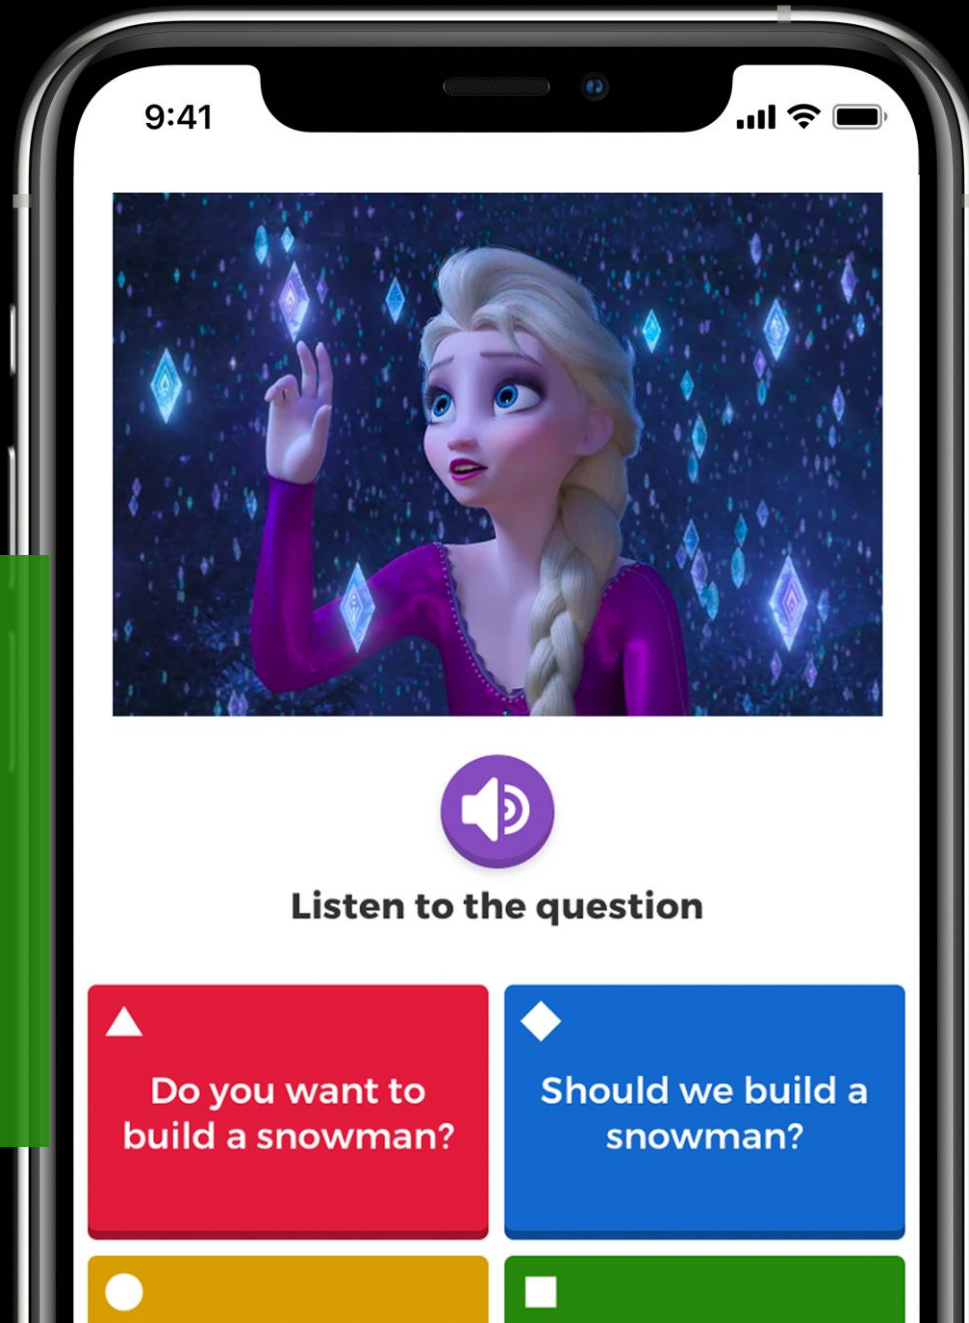 9:41
Listen to the question
Do you want to
build a snowman?
Should we build a
snowman?